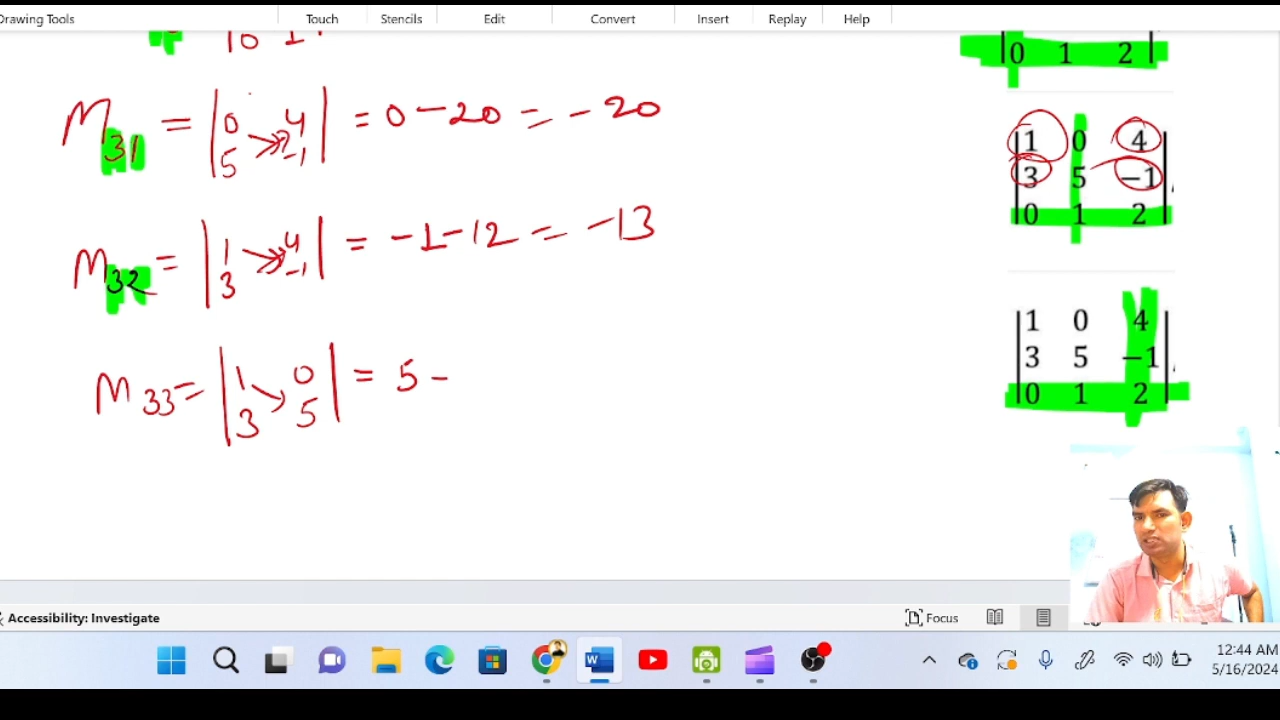 Drawing Tools Touch Stencils Edit Convert Insert Replay Help
10 1
|0 1 2|
M31 = |0 4| = 0 - 20 = - 20
|5 -1|
|1 0 4|
|3 5 -1|
|0 1 2|
M32 = |1 4| = -1 - 12 = -13
|3 -1|
|1 0 4|
|3 5 -1|
|0 1 2|
M33 = |1 0| = 5 -
|3 5|
Accessibility: Investigate Focus
12:44 AM
5/16/2024